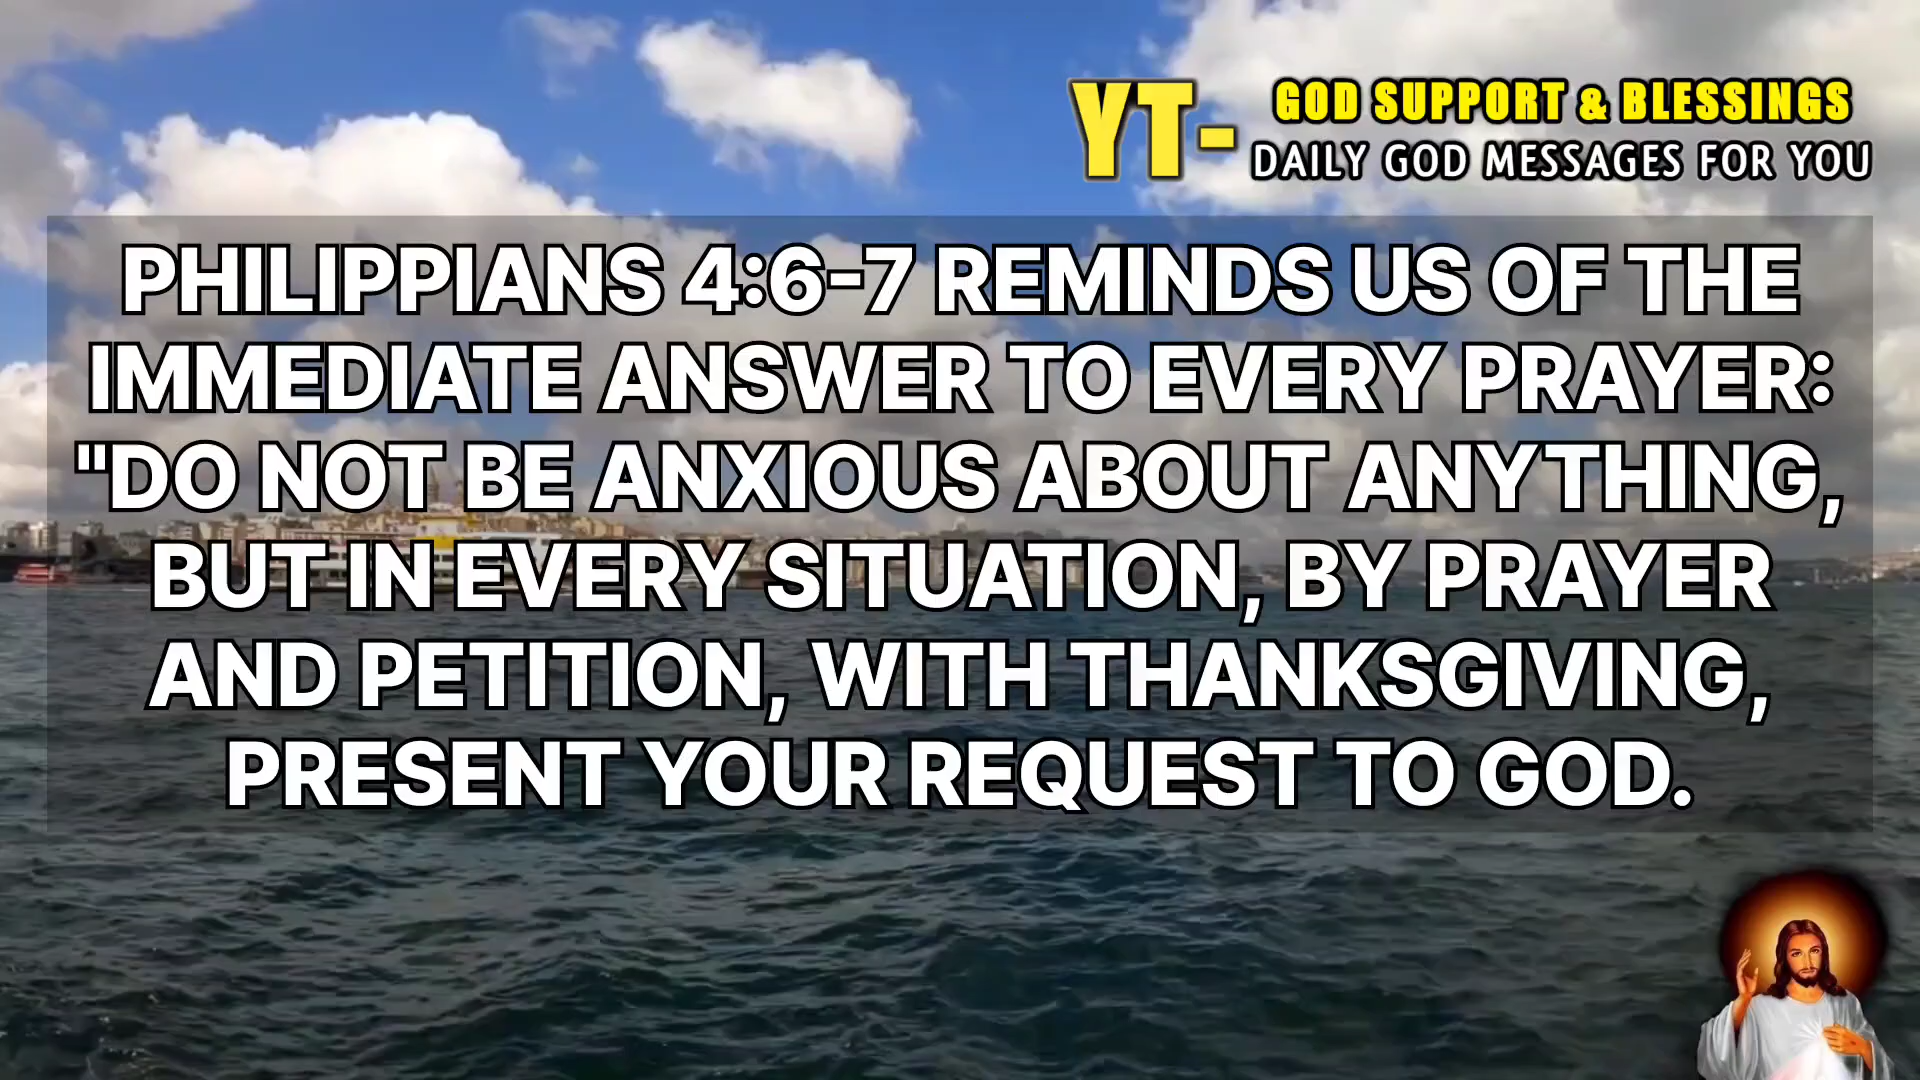 YT- GOD SUPPORT & BLESSINGS
DAILY GOD MESSAGES FOR YOU
PHILIPPIANS 4:6-7 REMINDS US OF THE
IMMEDIATE ANSWER TO EVERY PRAYER:
"DO NOT BE ANXIOUS ABOUT ANYTHING,
BUT IN EVERY SITUATION, BY PRAYER
AND PETITION, WITH THANKSGIVING,
PRESENT YOUR REQUEST TO GOD.